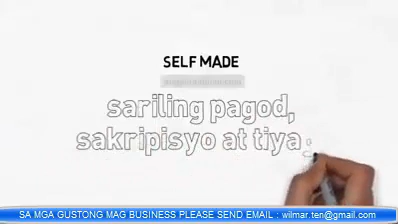 SELF MADE
sariling pagod,
sakripisyo at tiya
SA MGA GUSTONG MAG BUSINESS PLEASE SEND EMAIL : wilmar.ten@gmail.com